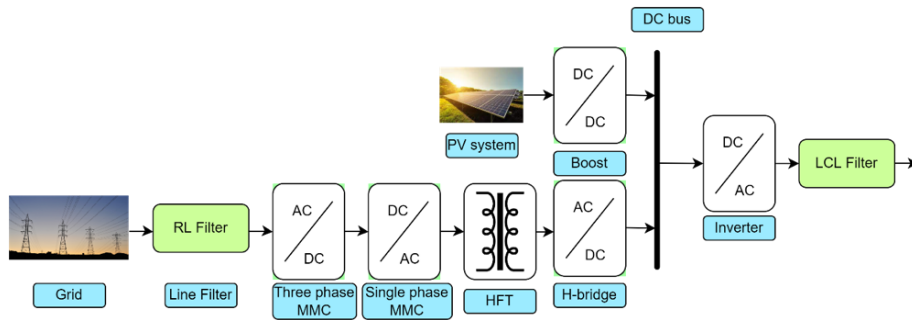 DC bus
DC
DC
PV system
Boost
DC
AC
LCL Filter
Inverter
RL Filter
AC
DC
DC
AC
AC
DC
Grid
Line Filter
Three phase
MMC
Single phase
MMC
HFT
H-bridge